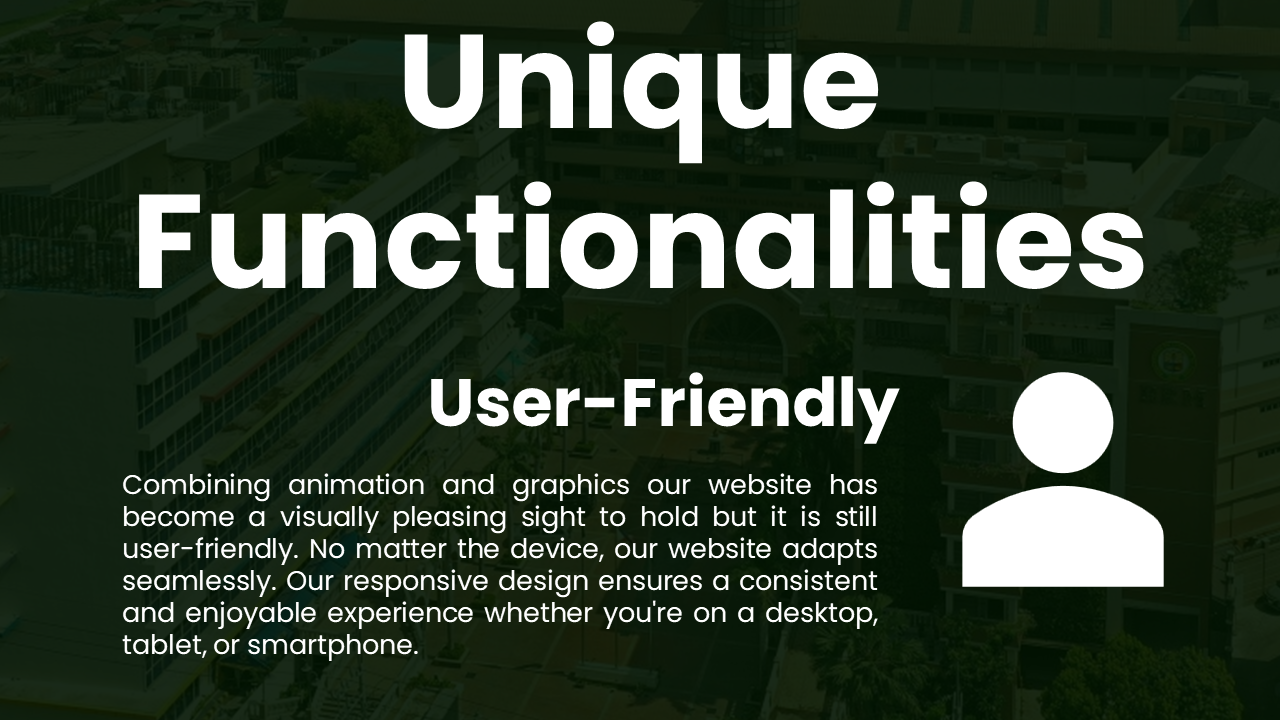 Unique
Functionalities
User-Friendly
Combining animation and graphics our website has
become a visually pleasing sight to hold but it is still
user-friendly. No matter the device, our website adapts
seamlessly. Our responsive design ensures a consistent
and enjoyable experience whether you're on a desktop,
tablet, or smartphone.